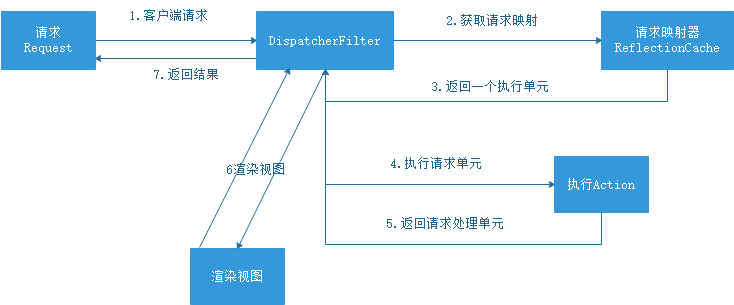 1.客户端请求
2.获取请求映射
请求
Request
DispatcherFilter
请求映射器
ReflectionCache
7.返回结果
3.返回一个执行单元
6渲染视图
4.执行请求单元
执行Action
5.返回请求处理单元
渲染视图